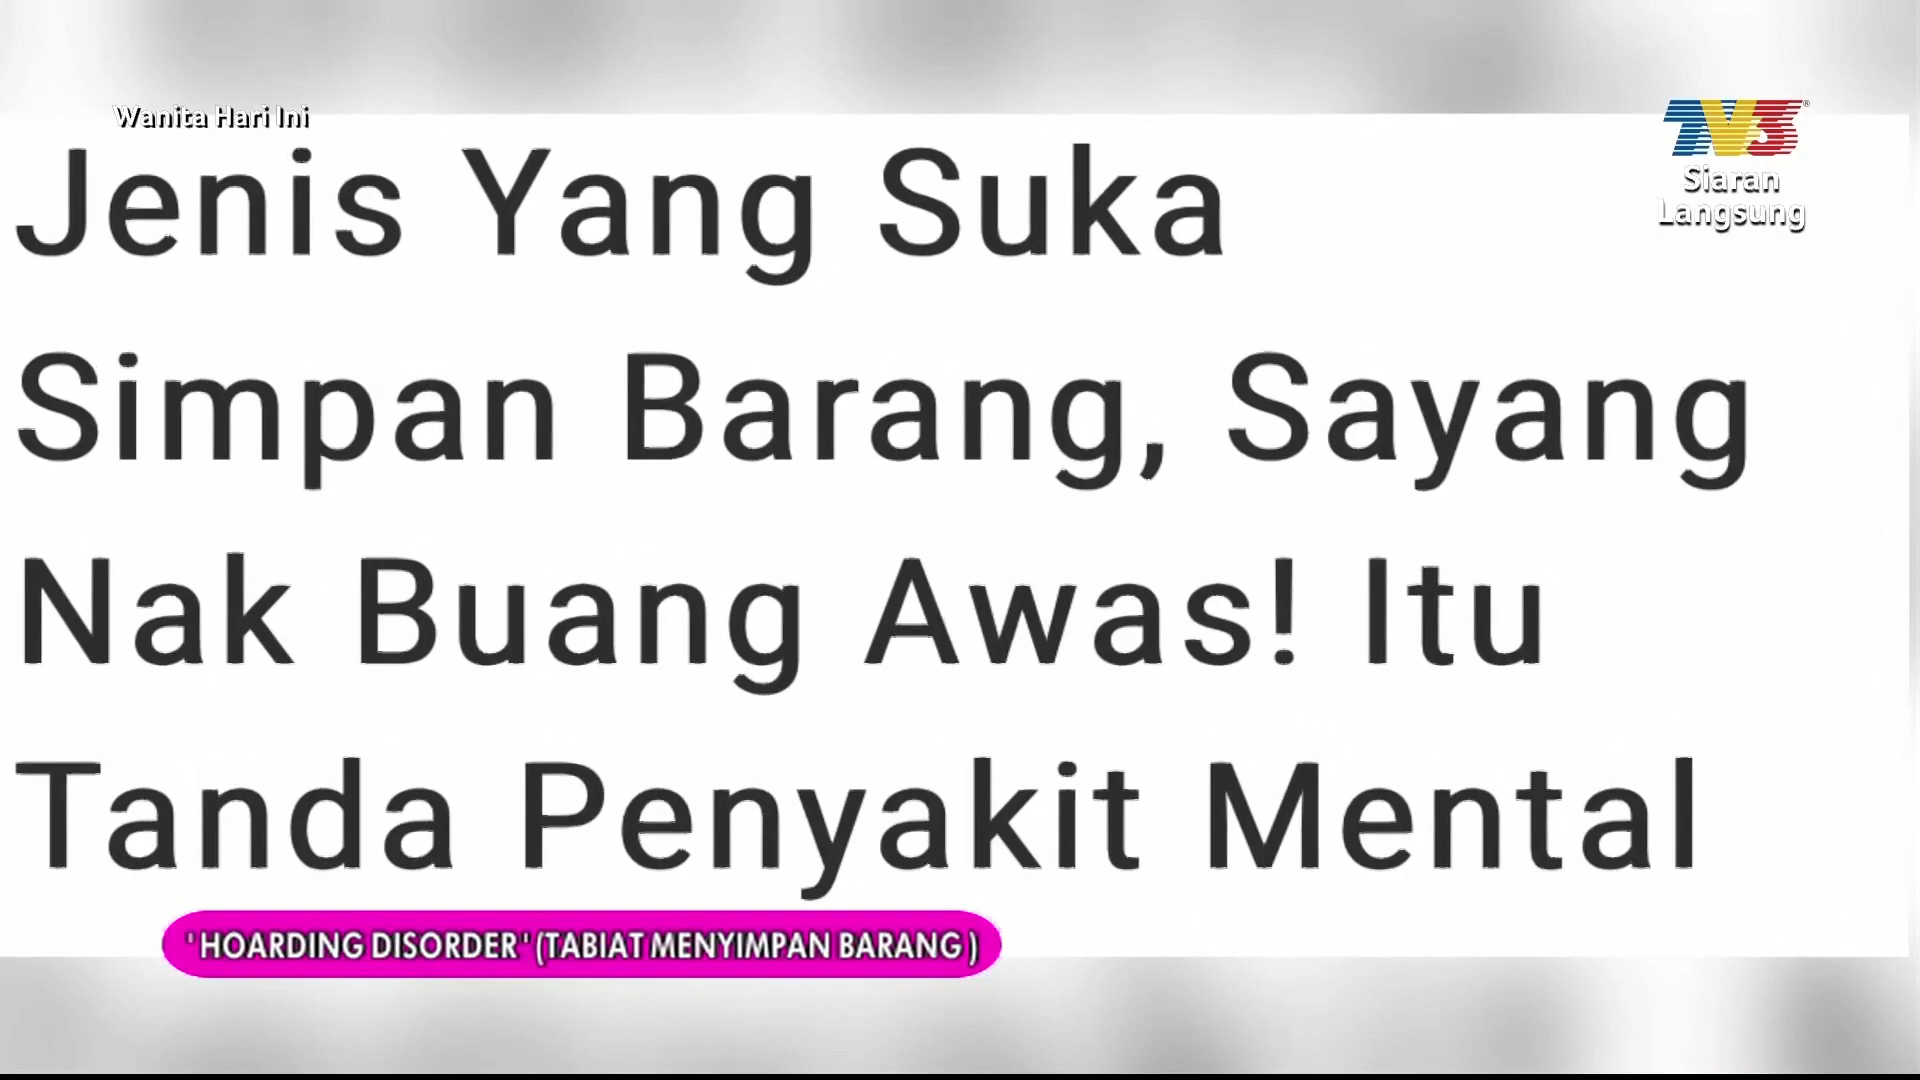 Wanita Hari Ini
TV3
Siaran
Langsung
Jenis Yang Suka
Simpan Barang, Sayang
Nak Buang Awas! Itu
Tanda Penyakit Mental
'HOARDING DISORDER' (TABIAT MENYIMPAN BARANG)